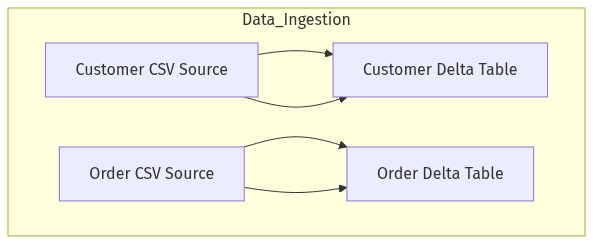 Data_Ingestion
Customer CSV Source
Customer Delta Table
Order CSV Source
Order Delta Table